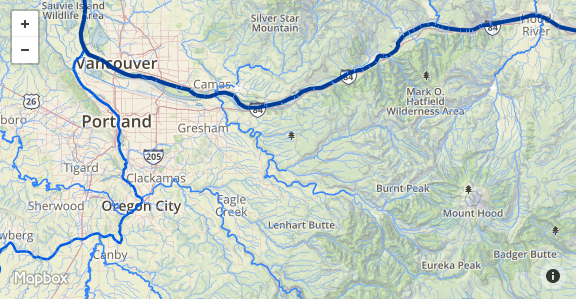 Sauvie Island
Wildlife Area
Silver Star
Mountain
Hood
River
84
+
−
Vancouver
Camas
84
84
Mark O.
Hatfield
Wilderness Area
26
boro
Portland
Gresham
Tigard
205
Clackamas
Burnt Peak
Sherwood
Oregon City
Eagle
Creek
Mount Hood
wberg
Lenhart Butte
Canby
Badger Butte
Eureka Peak
Mapbox
i